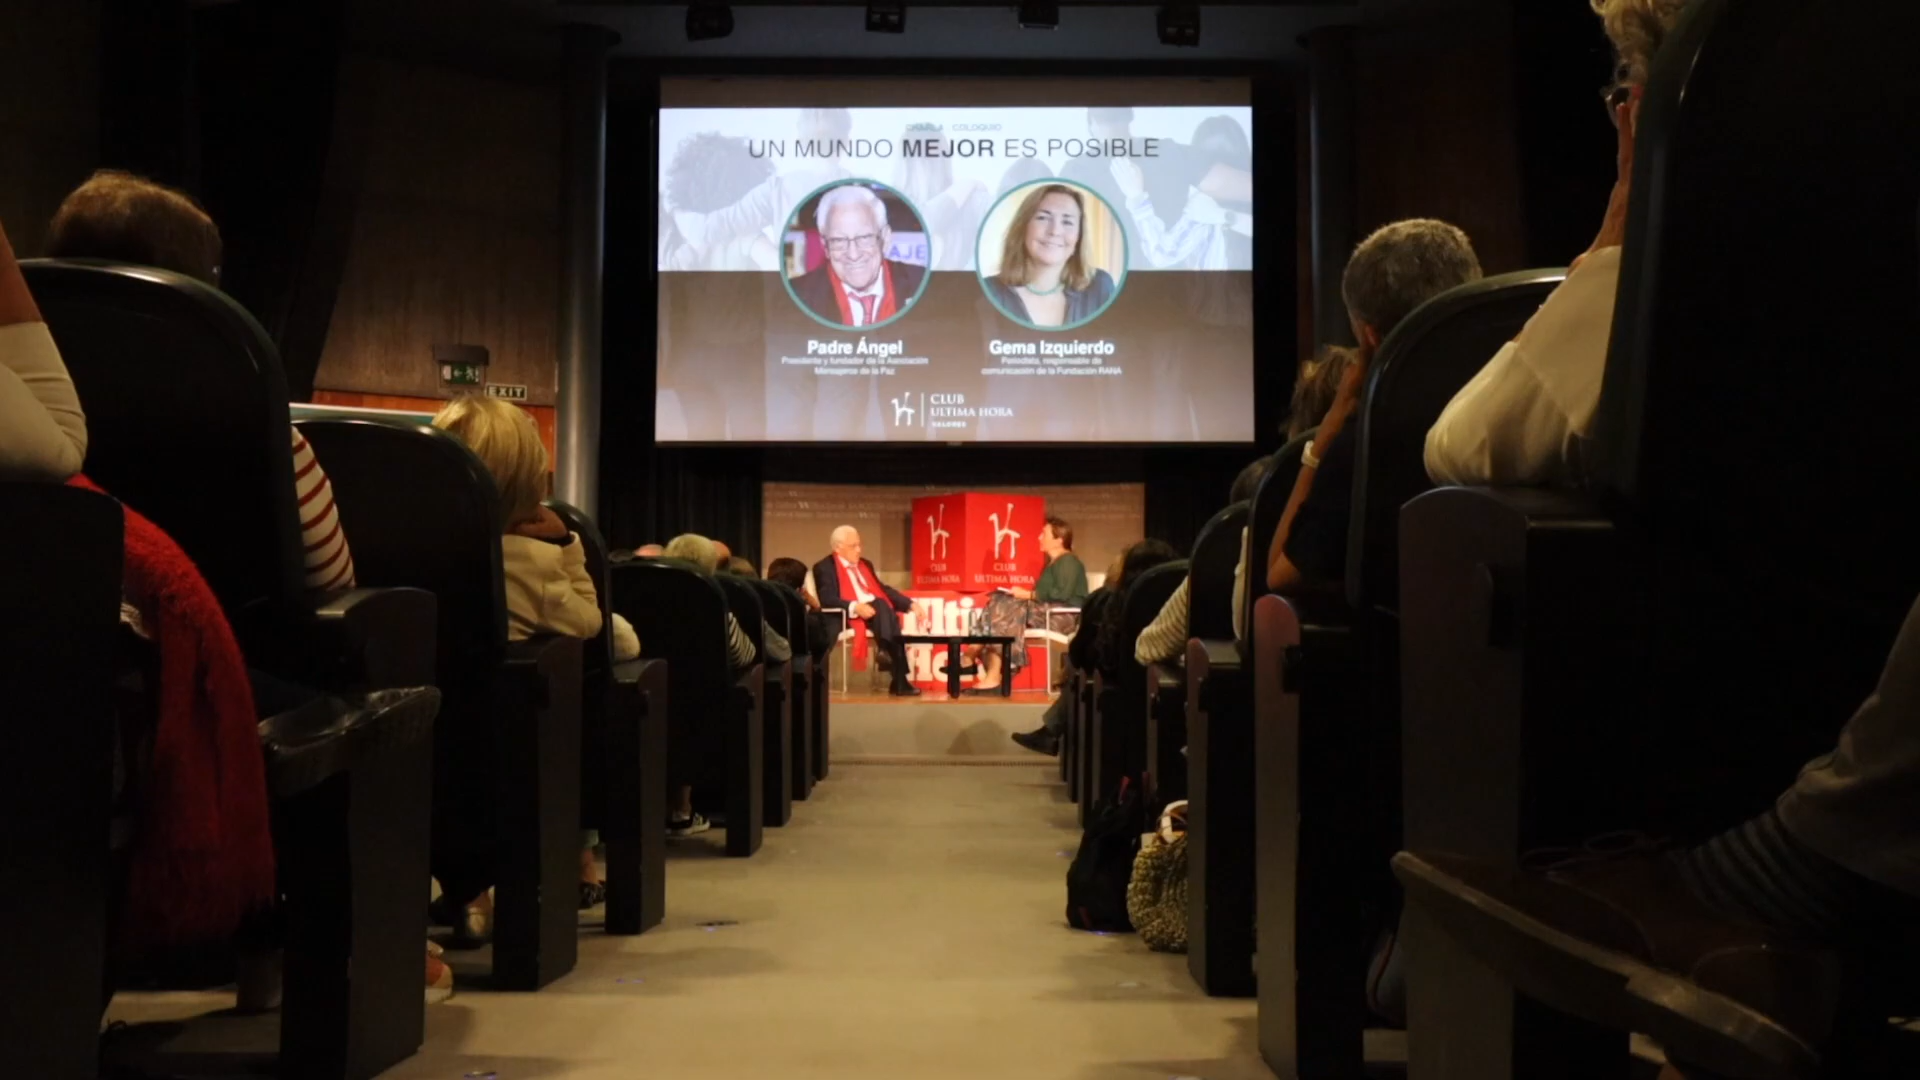 CHARLA - COLOQUIO
UN MUNDO MEJOR ES POSIBLE
AJE
Padre Ángel
Presidente y fundador de la Asociación
Mensajeros de la Paz
Gema Izquierdo
Periodista, responsable de
comunicación de la Fundación RANA
CLUB
ULTIMA HORA
VALORES
EXIT
CLUB
ULTIMA HORA
CLUB
ULTIMA HORA